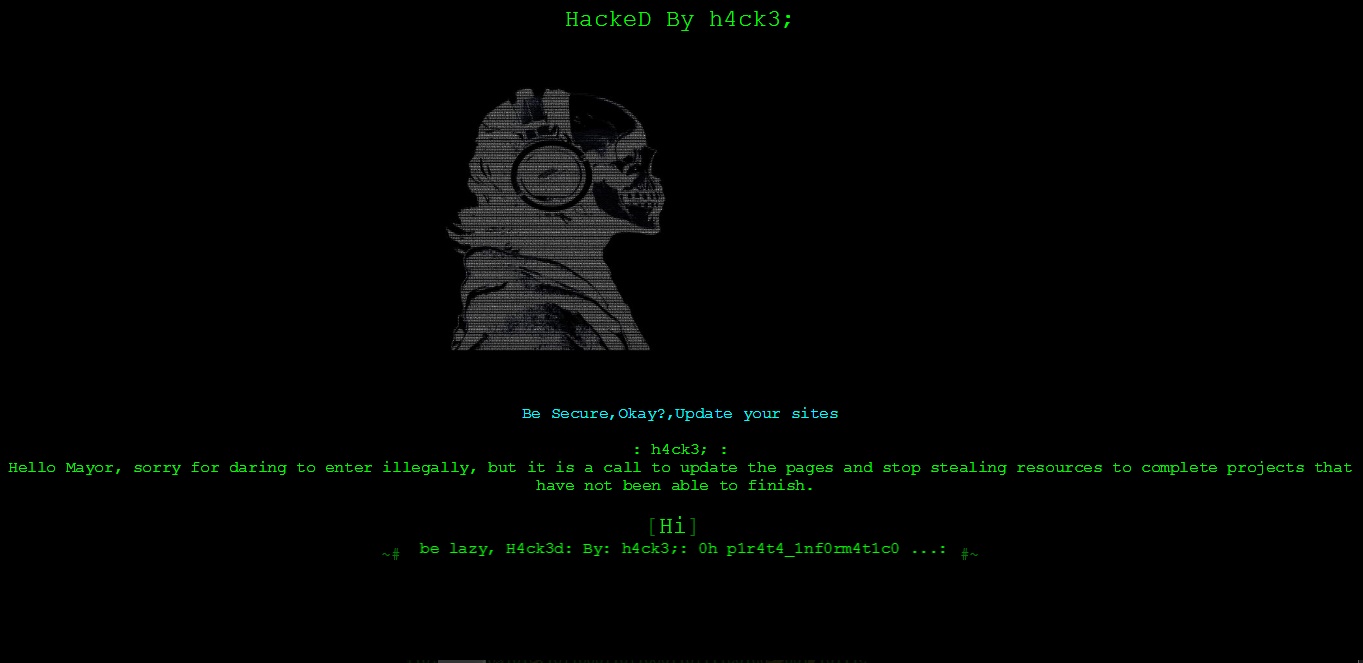 HackeD By h4ck3;
Be Secure,Okay?,Update your sites
: h4ck3; :
Hello Mayor, sorry for daring to enter illegally, but it is a call to update the pages and stop stealing resources to complete projects that
have not been able to finish.
[Hi]
~# be lazy, H4ck3d: By: h4ck3;: 0h p1r4t4_1nf0rm4t1c0 ...: #~